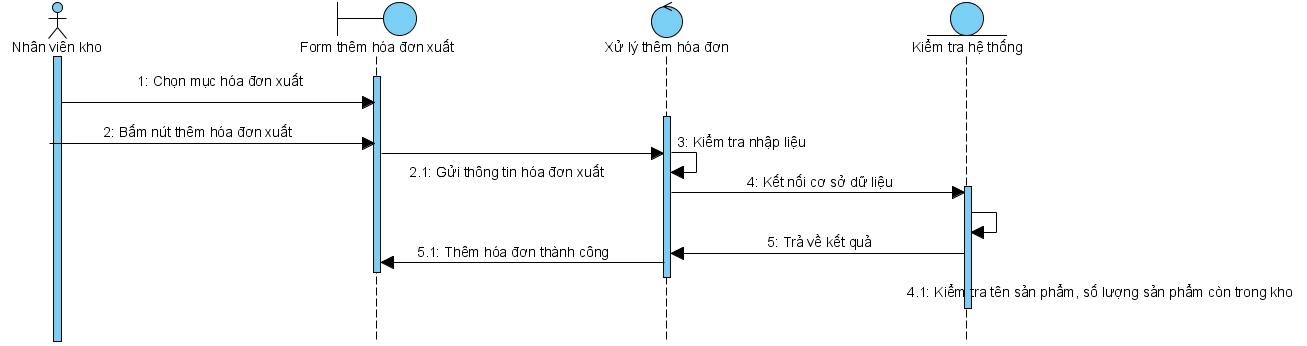 Nhân viên kho
Form thêm hóa đơn xuất
Xử lý thêm hóa đơn
Kiểm tra hệ thống
1: Chọn mục hóa đơn xuất
2: Bấm nút thêm hóa đơn xuất
3: Kiểm tra nhập liệu
2.1: Gửi thông tin hóa đơn xuất
4: Kết nối cơ sở dữ liệu
5: Trả về kết quả
5.1: Thêm hóa đơn thành công
4.1: Kiểm tra tên sản phẩm, số lượng sản phẩm còn trong kho